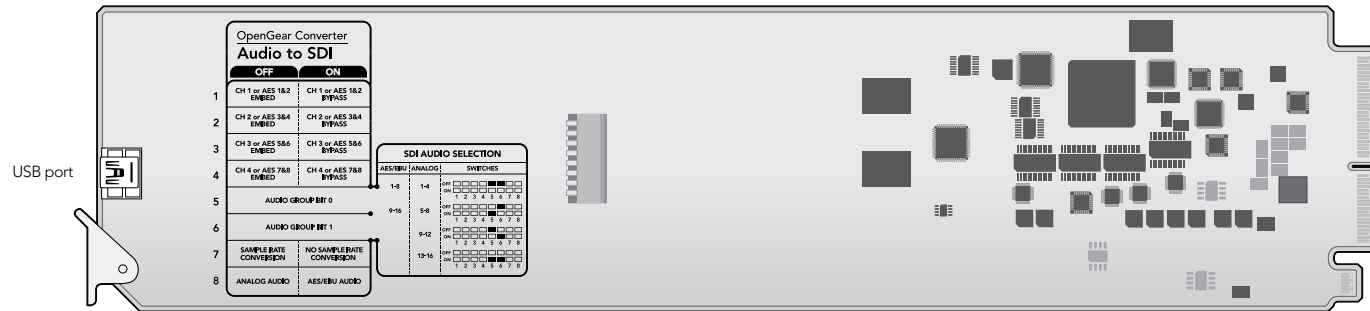 OpenGear Converter
Audio to SDI
OFF ON
1 CH 1 or AES 1&2 EMBED CH 1 or AES 1&2 BYPASS
2 CH 2 or AES 3&4 EMBED CH 2 or AES 3&4 BYPASS
3 CH 3 or AES 5&6 EMBED CH 3 or AES 5&6 BYPASS
4 CH 4 or AES 7&8 EMBED CH 4 or AES 7&8 BYPASS
5 AUDIO GROUP BIT 0
6 AUDIO GROUP BIT 1
7 SAMPLE RATE CONVERSION NO SAMPLE RATE CONVERSION
8 ANALOG AUDIO AES/EBU AUDIO
USB port
SDI AUDIO SELECTION
AES/EBU ANALOG SWITCHES
1-8 1-4 OFF
ON
1 2 3 4 5 6 7 8
9-16 5-8 OFF
ON
1 2 3 4 5 6 7 8
9-12 OFF
ON
1 2 3 4 5 6 7 8
13-16 OFF
ON
1 2 3 4 5 6 7 8